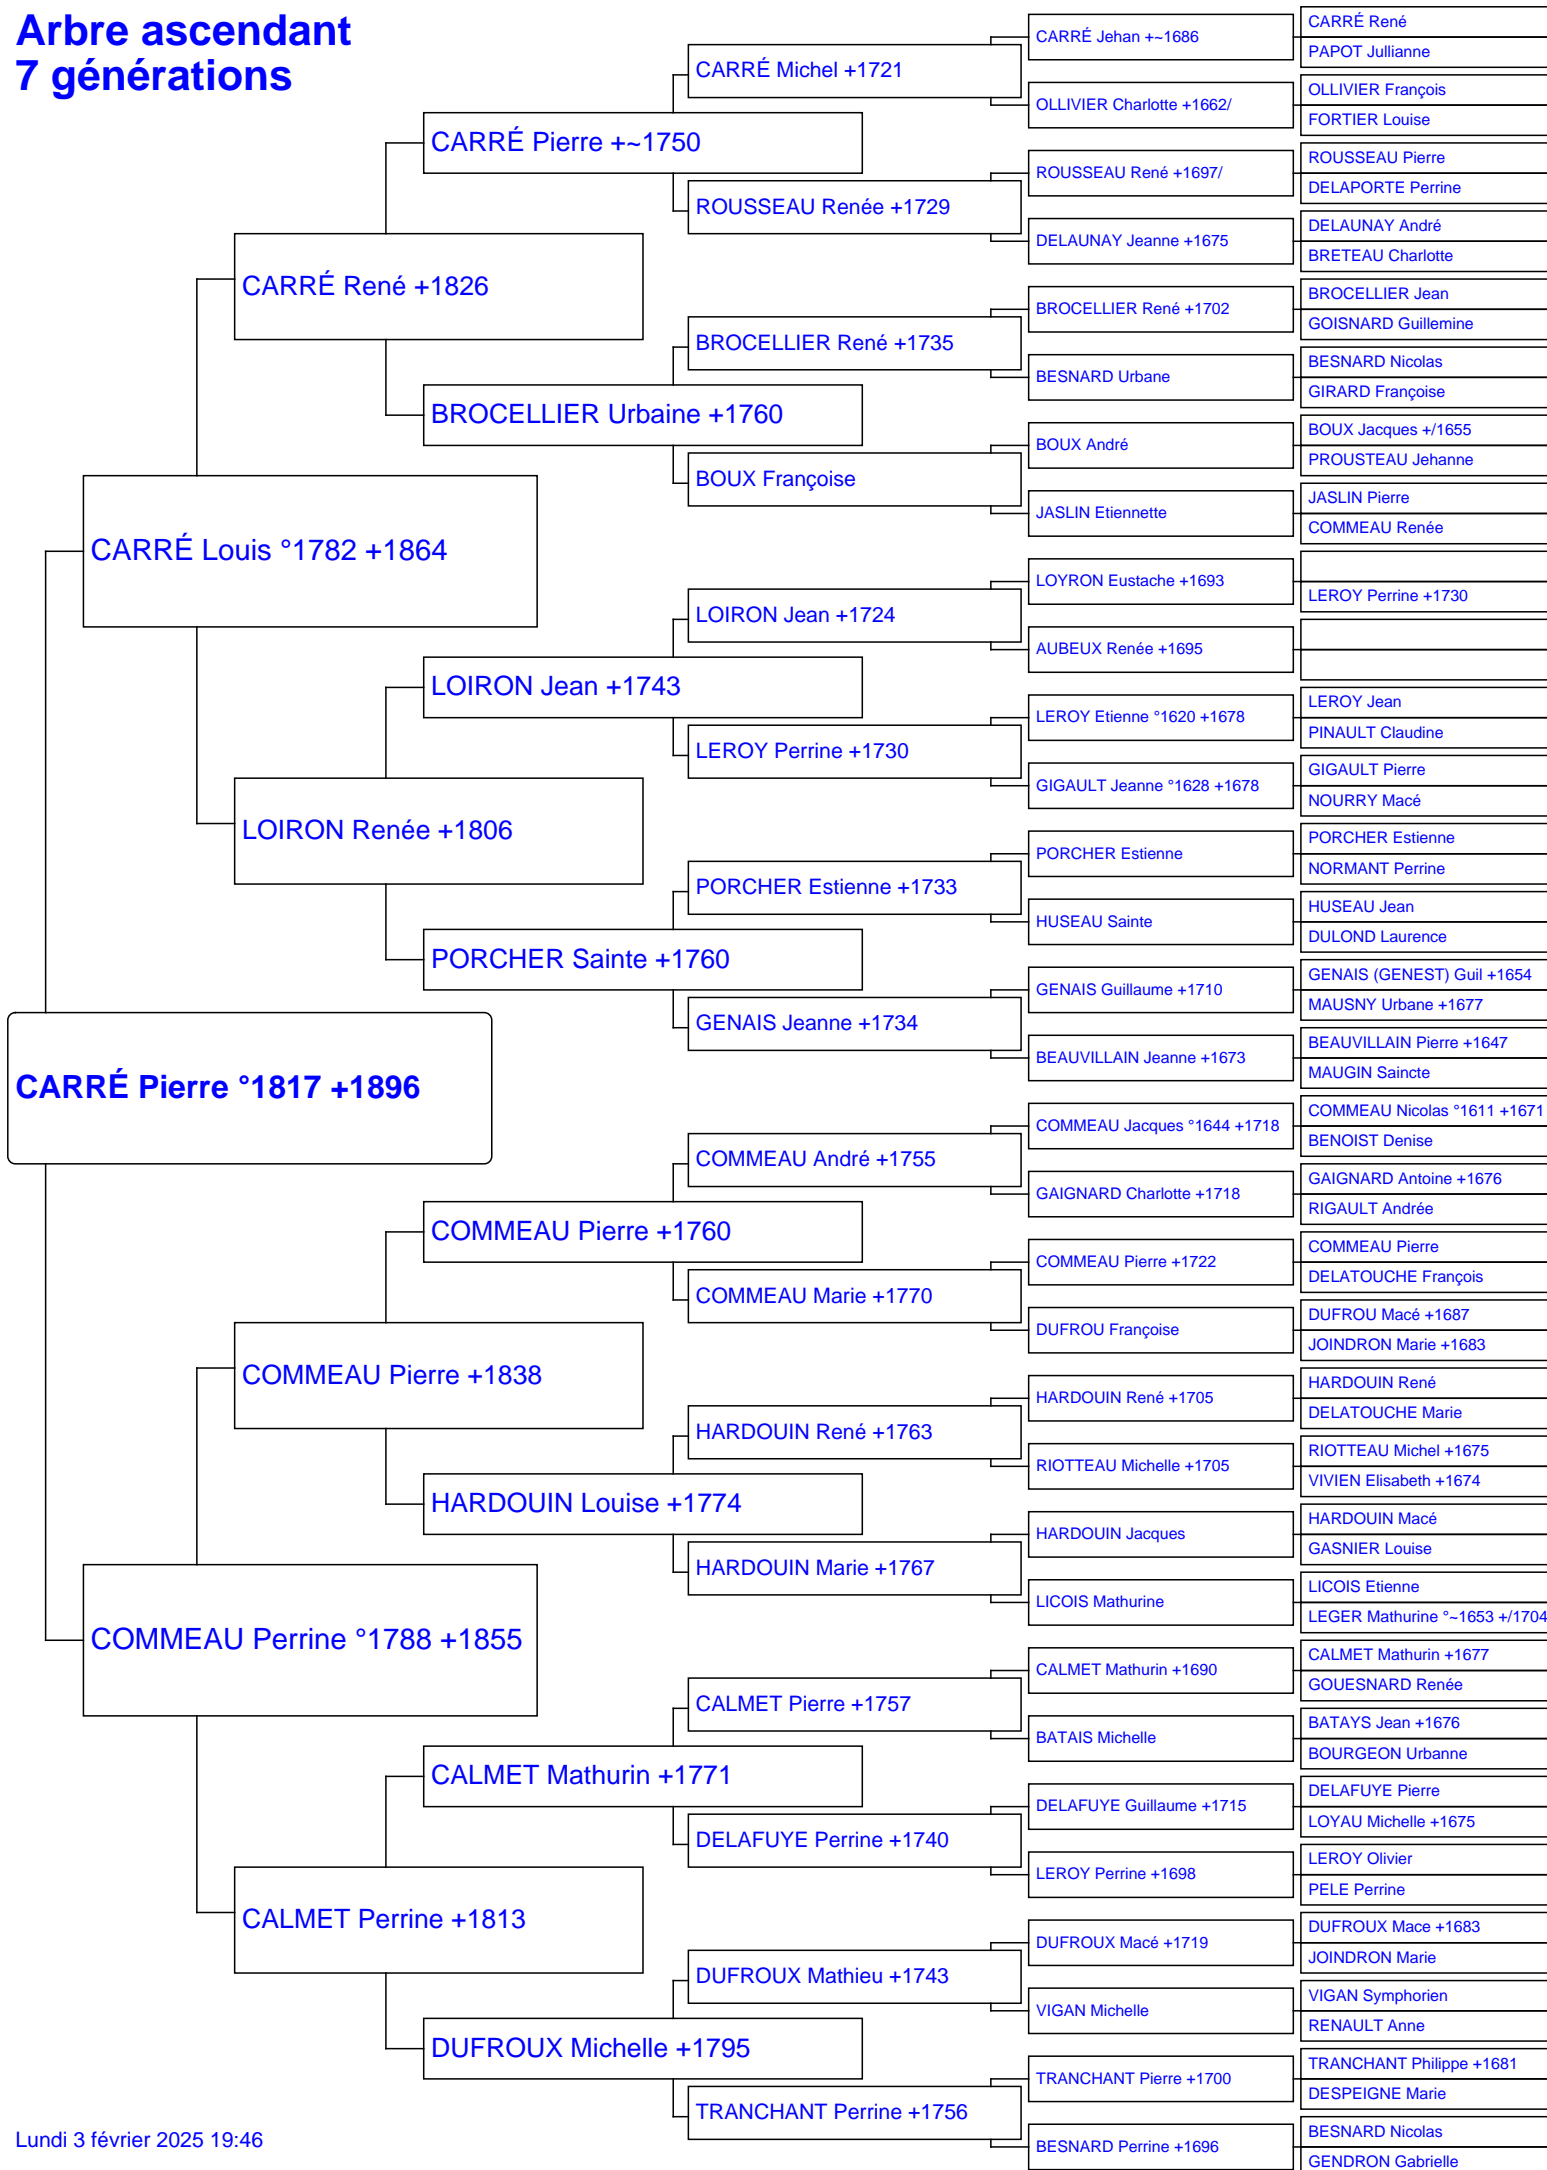 Arbre ascendant
7 générations
CARRÉ Pierre °1817 +1896
CARRÉ Louis °1782 +1864
COMMEAU Perrine °1788 +1855
CARRÉ René +1826
LOIRON Renée +1806
COMMEAU Pierre +1838
CALMET Perrine +1813
CARRÉ Pierre +~1750
BROCELLIER Urbaine +1760
LOIRON Jean +1743
PORCHER Sainte +1760
COMMEAU Pierre +1760
HARDOUIN Louise +1774
CALMET Mathurin +1771
DUFROUX Michelle +1795
CARRÉ Michel +1721
ROUSSEAU Renée +1729
BROCELLIER René +1735
BOUX Françoise
LOIRON Jean +1724
LEROY Perrine +1730
PORCHER Estienne +1733
GENAIS Jeanne +1734
COMMEAU André +1755
COMMEAU Marie +1770
HARDOUIN René +1763
HARDOUIN Marie +1767
CALMET Pierre +1757
DELAFUYE Perrine +1740
DUFROUX Mathieu +1743
TRANCHANT Perrine +1756
CARRÉ Jehan +~1686
OLLIVIER Charlotte +1662/
ROUSSEAU René +1697/
DELAUNAY Jeanne +1675
BROCELLIER René +1702
BESNARD Urbane
BOUX André
JASLIN Etiennette
LOYRON Eustache +1693
AUBEUX Renée +1695
LEROY Etienne °1620 +1678
GIGAULT Jeanne °1628 +1678
PORCHER Estienne
HUSEAU Sainte
GENAIS Guillaume +1710
BEAUVILLAIN Jeanne +1673
COMMEAU Jacques °1644 +1718
GAIGNARD Charlotte +1718
COMMEAU Pierre +1722
DUFROU Françoise
HARDOUIN René +1705
RIOTTEAU Michelle +1705
HARDOUIN Jacques
LICOIS Mathurine
CALMET Mathurin +1690
BATAIS Michelle
DELAFUYE Guillaume +1715
LEROY Perrine +1698
DUFROUX Macé +1719
VIGAN Michelle
TRANCHANT Pierre +1700
BESNARD Perrine +1696
CARRÉ René
PAPOT Jullianne
OLLIVIER François
FORTIER Louise
ROUSSEAU Pierre
DELAPORTE Perrine
DELAUNAY André
BRETEAU Charlotte
BROCELLIER Jean
GOISNARD Guillemine
BESNARD Nicolas
GIRARD Françoise
BOUX Jacques +/1655
PROUSTEAU Jehanne
JASLIN Pierre
COMMEAU Renée
LEROY Perrine +1730
LEROY Jean
PINAULT Claudine
GIGAULT Pierre
NOURRY Macé
PORCHER Estienne
NORMANT Perrine
HUSEAU Jean
DULOND Laurence
GENAIS (GENEST) Guil +1654
MAUSNY Urbane +1677
BEAUVILLAIN Pierre +1647
MAUGIN Saincte
COMMEAU Nicolas °1611 +1671
BENOIST Denise
GAIGNARD Antoine +1676
RIGAULT Andrée
COMMEAU Pierre
DELATOUCHE François
DUFROU Macé +1687
JOINDRON Marie +1683
HARDOUIN René
DELATOUCHE Marie
RIOTTEAU Michel +1675
VIVIEN Elisabeth +1674
HARDOUIN Macé
GASNIER Louise
LICOIS Etienne
LEGER Mathurine °~1653 +/1704
CALMET Mathurin +1677
GOUESNARD Renée
BATAYS Jean +1676
BOURGEON Urbanne
DELAFUYE Pierre
LOYAU Michelle +1675
LEROY Olivier
PELE Perrine
DUFROUX Mace +1683
JOINDRON Marie
VIGAN Symphorien
RENAULT Anne
TRANCHANT Philippe +1681
DESPEIGNE Marie
BESNARD Nicolas
GENDRON Gabrielle
Lundi 3 février 2025 19:46